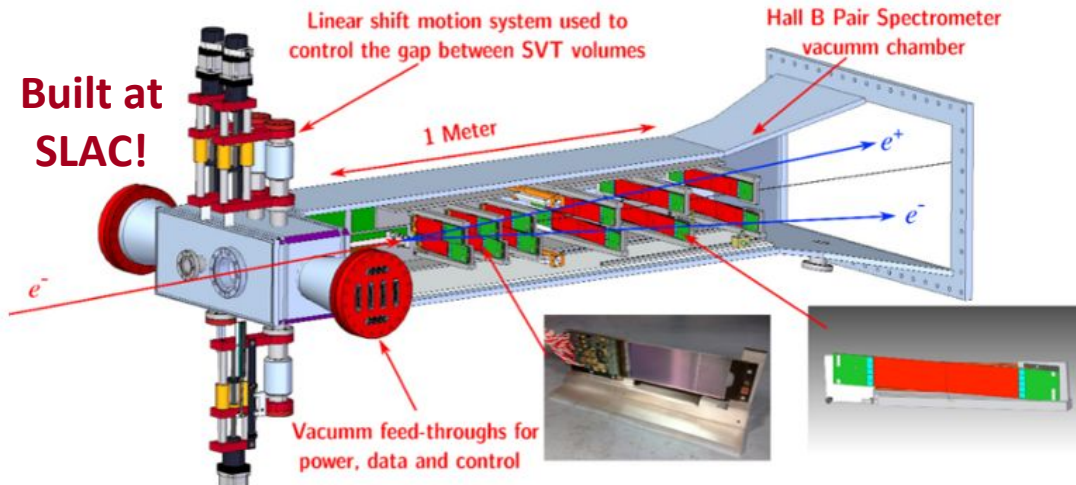 Linear shift motion system used to
control the gap between SVT volumes
Hall B Pair Spectrometer
vacumm chamber
Built at
SLAC!
1 Meter
e⁺
e⁻
e⁻
Vacumm feed-throughs for
power, data and control